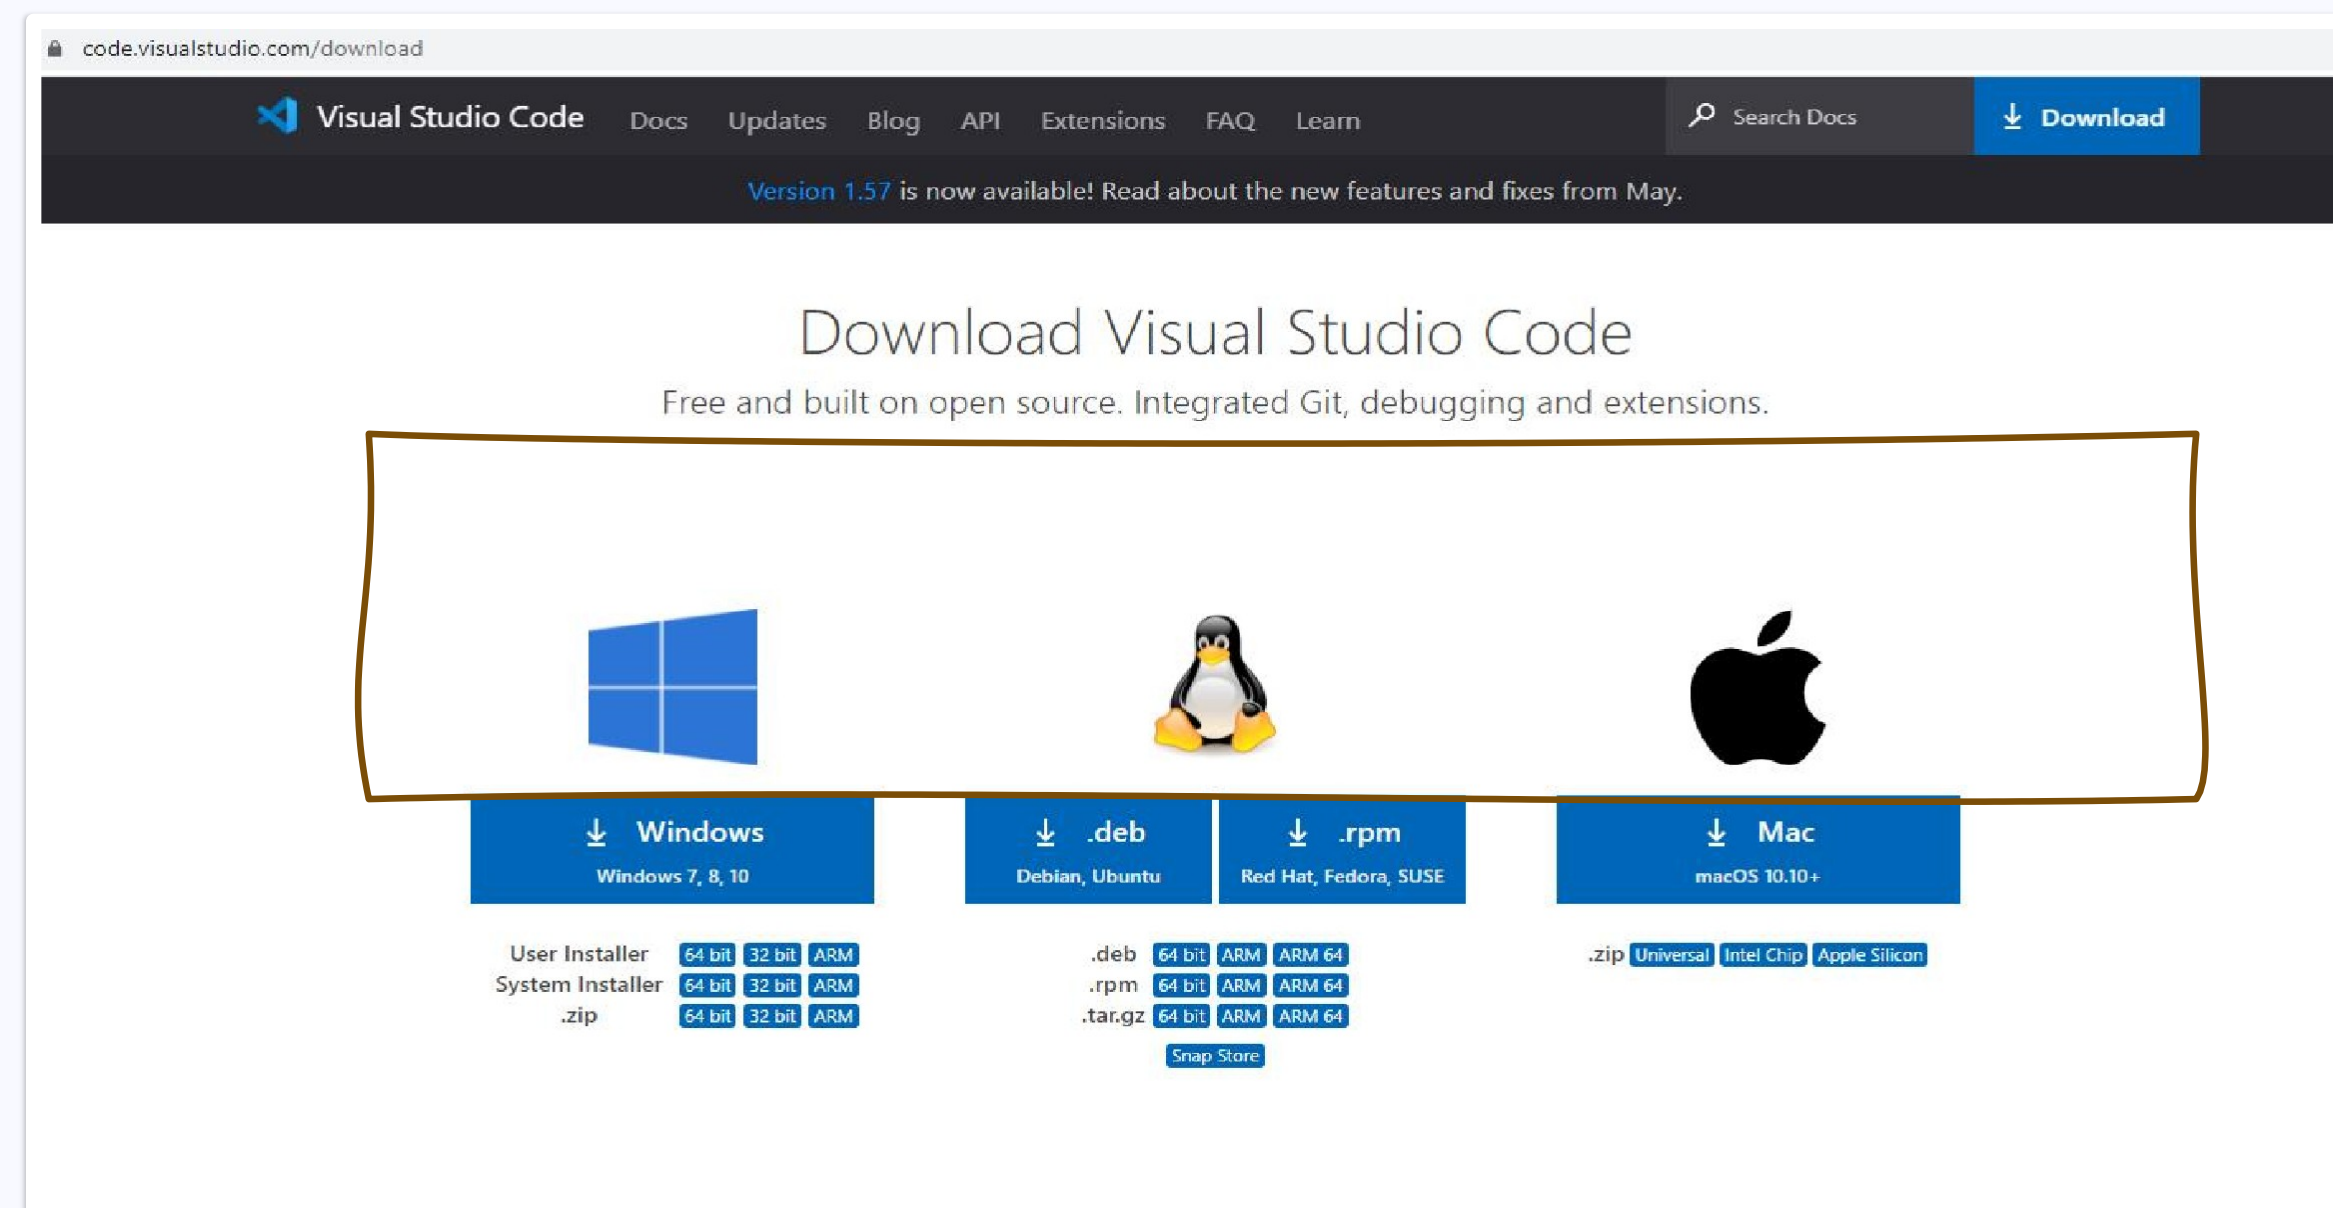 code.visualstudio.com/download
Visual Studio Code Docs Updates Blog API Extensions FAQ Learn Search Docs Download
Version 1.57 is now available! Read about the new features and fixes from May.
Download Visual Studio Code
Free and built on open source. Integrated Git, debugging and extensions.
Windows
Windows 7, 8, 10
User Installer 64 bit 32 bit ARM
System Installer 64 bit 32 bit ARM
.zip 64 bit 32 bit ARM
.deb
Debian, Ubuntu
.rpm
Red Hat, Fedora, SUSE
.deb 64 bit ARM ARM 64
.rpm 64 bit ARM ARM 64
.tar.gz 64 bit ARM ARM 64
Snap Store
Mac
macOS 10.10+
.zip Universal Intel Chip Apple Silicon